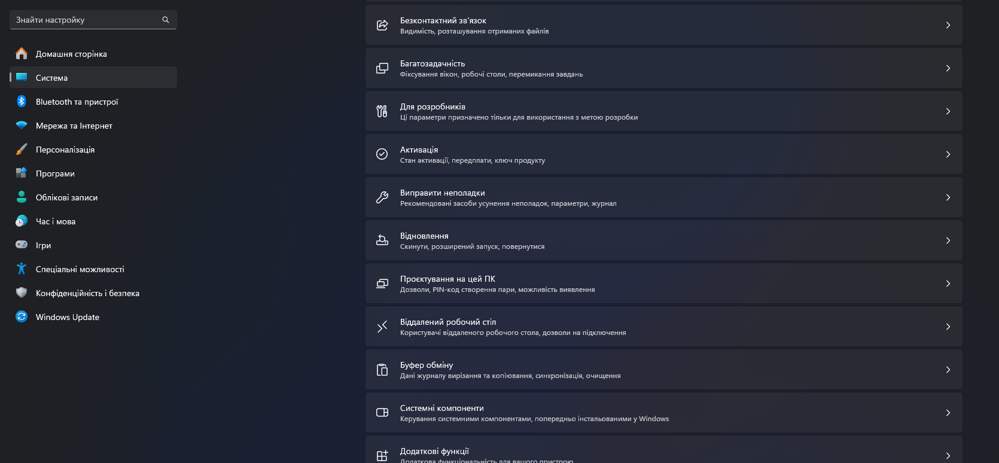 Знайти настройку
Домашня сторінка
Система
Bluetooth та пристрої
Мережа та Інтернет
Персоналізація
Програми
Облікові записи
Час і мова
Ігри
Спеціальні можливості
Конфіденційність і безпека
Windows Update
Безконтактний зв’язок
Видимість, розташування отриманих файлів
Багатозадачність
Фіксування вікон, робочі столи, перемикання завдань
Для розробників
Ці параметри призначено тільки для використання з метою розробки
Активація
Стан активації, передплати, ключ продукту
Виправити неполадки
Рекомендовані засоби усунення неполадок, параметри, журнал
Відновлення
Скинути, розширений запуск, повернутися
Проєктування на цей ПК
Дозволи, PIN-код створення пари, можливість виявлення
Віддалений робочий стіл
Користувачі віддаленого робочого стола, дозволи на підключення
Буфер обміну
Дані журналу вирізання та копіювання, синхронізація, очищення
Системні компоненти
Керування системними компонентами, попередньо інстальованими у Windows
Додаткові функції
Додаткова функціональність для вашого пристрою